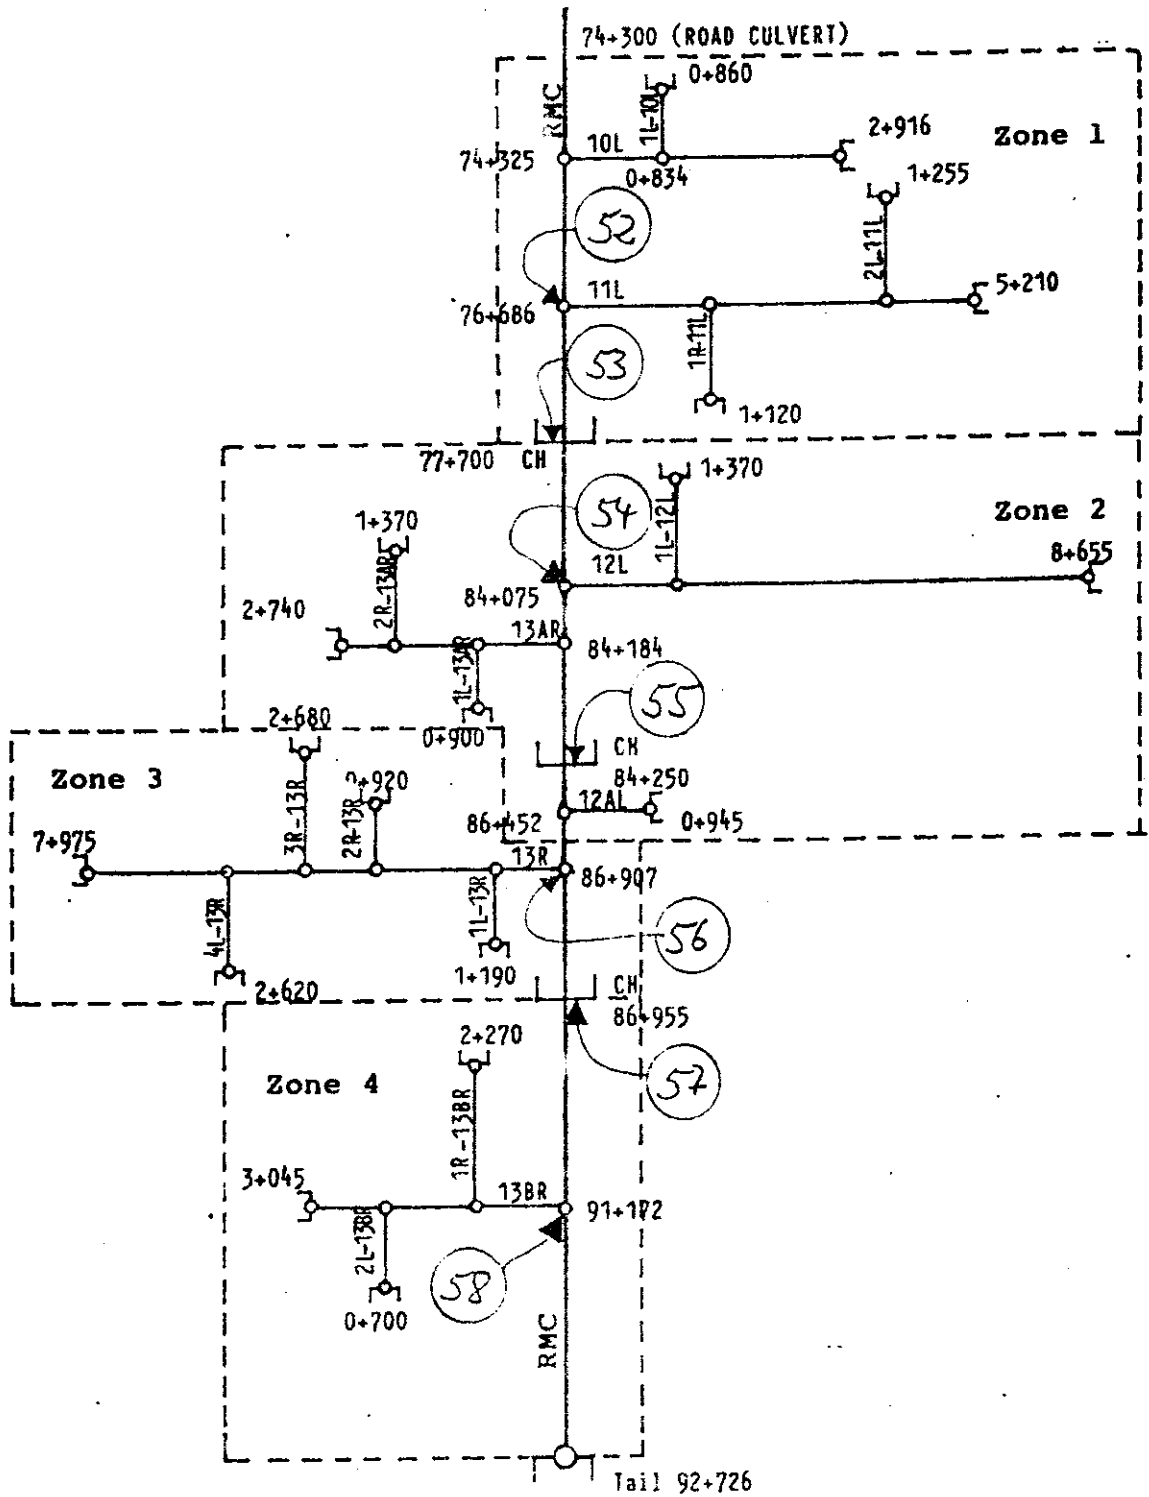 74+300 (ROAD CULVERT)
RMC
0+860
1L-10L
10L
2+916
Zone 1
74+325
0+834
1+255
52
2L-11L
11L
5+210
76+686
1R-11L
53
1+120
77+700 CH
1+370
54
1L-12L
Zone 2
1+370
12L
8+655
2R-13AR
84+075
2+740
13AR
84+184
1L-13AR
55
2+680
0+900
CH
84+250
Zone 3
0+920
12AL
3R-13R
2R-13R
86+452
0+945
7+975
13R
86+907
4L-13R
1L-13R
56
1+190
CH
2+620
86+955
2+270
Zone 4
57
1R-13BR
3+045
13BR
91+172
2L-13BR
58
0+700
RMC
Tail 92+726